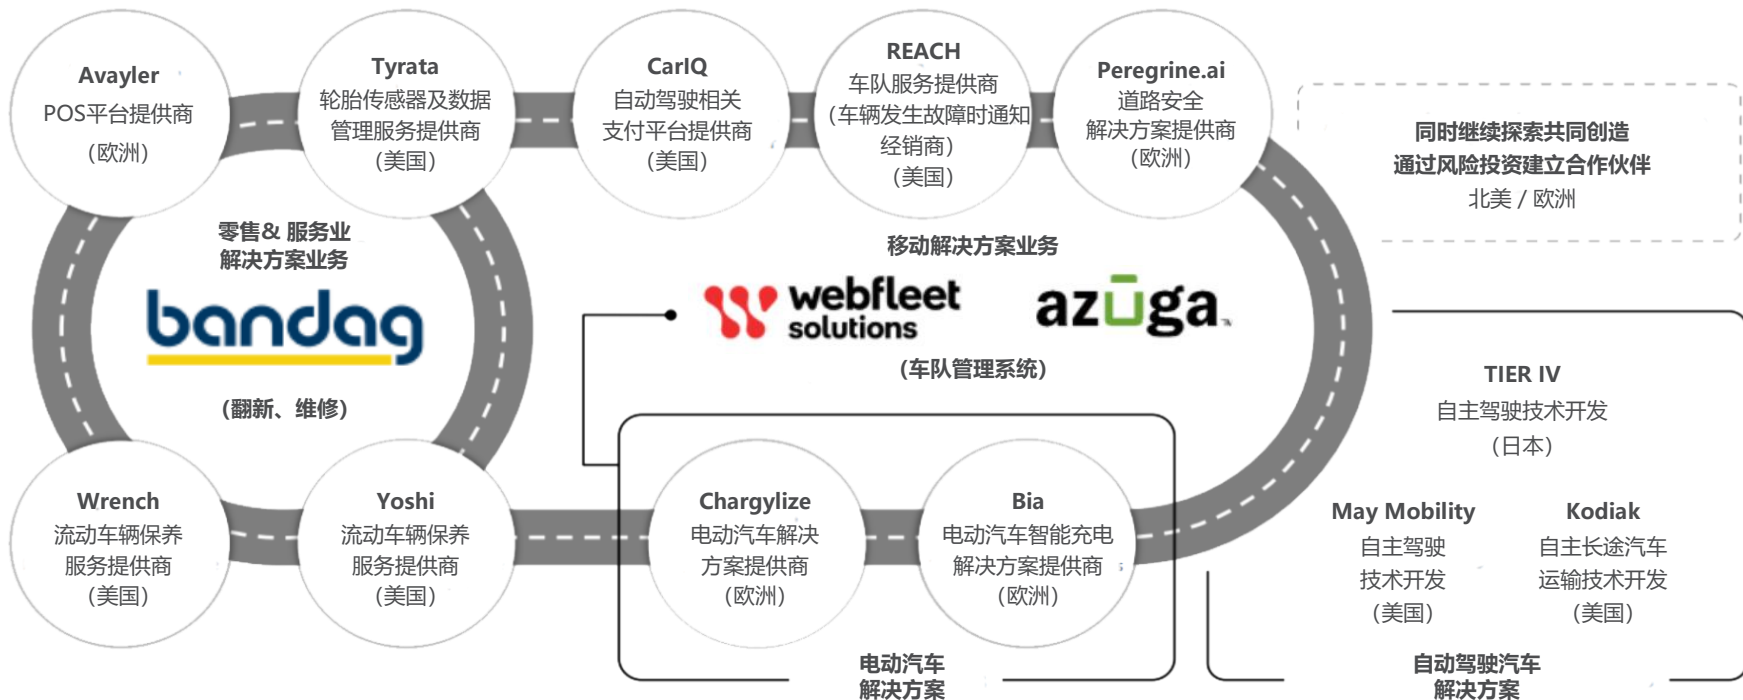 Avayler
POS平台提供商
（欧洲）
Tyrata
轮胎传感器及数据
管理服务提供商
（美国）
CarIQ
自动驾驶相关
支付平台提供商
（美国）
REACH
车队服务提供商
（车辆发生故障时通知
经销商）
（美国）
Peregrine.ai
道路安全
解决方案提供商
（欧洲）
同时继续探索共同创造
通过风险投资建立合作伙伴
北美 / 欧洲
零售& 服务业
解决方案业务
bandag
（翻新、维修）
移动解决方案业务
webfleet
solutions
azūga
（车队管理系统）
Wrench
流动车辆保养
服务提供商
（美国）
Yoshi
流动车辆保养
服务提供商
（美国）
Chargylize
电动汽车解决
方案提供商
（欧洲）
Bia
电动汽车智能充电
解决方案提供商
（欧洲）
电动汽车
解决方案
TIER IV
自主驾驶技术开发
（日本）
May Mobility
自主驾驶
技术开发
（美国）
Kodiak
自主长途汽车
运输技术开发
（美国）
自动驾驶汽车
解决方案